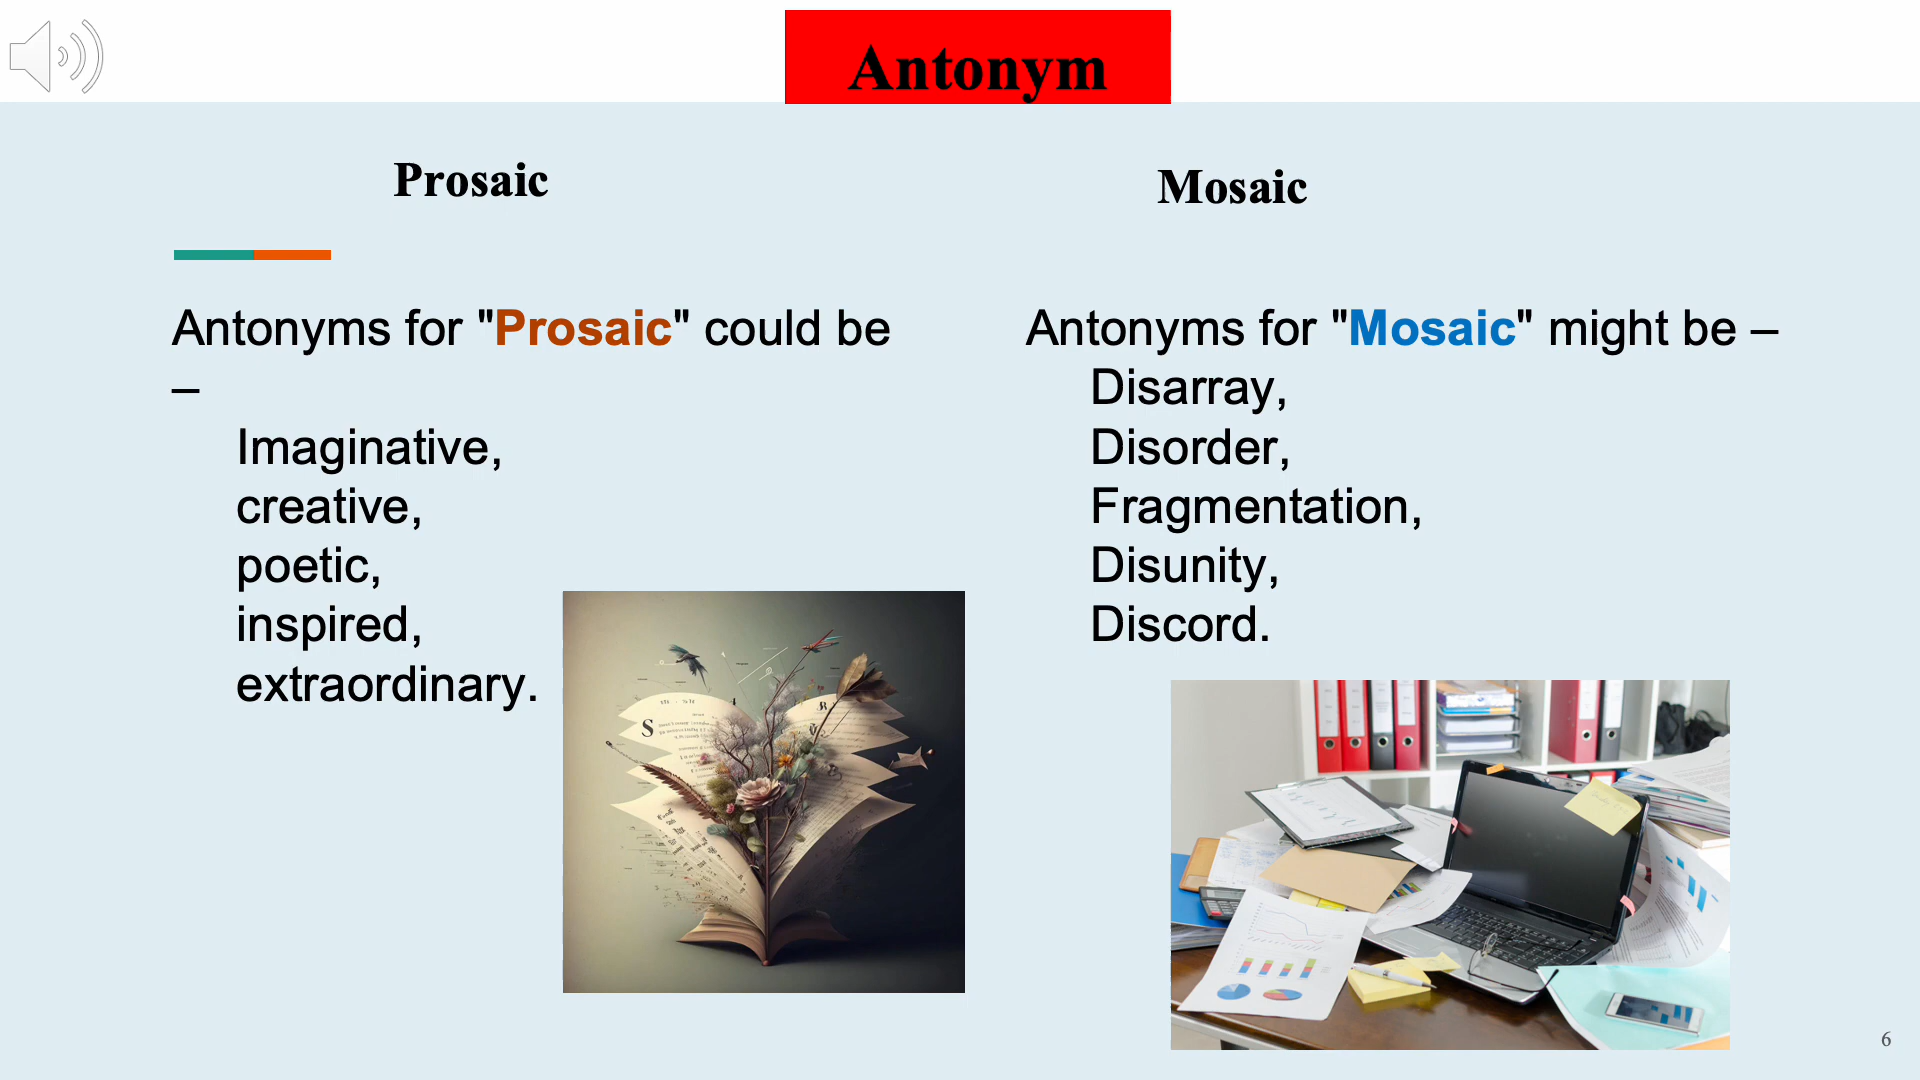 Antonym
Prosaic
Mosaic
Antonyms for "Prosaic" could be
–
Imaginative,
creative,
poetic,
inspired,
extraordinary.
Antonyms for "Mosaic" might be –
Disarray,
Disorder,
Fragmentation,
Disunity,
Discord.
6